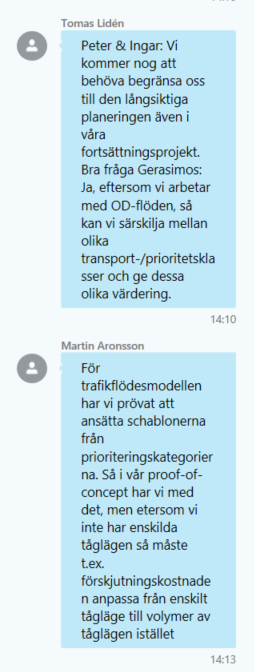 Tomas Lidén
Peter & Ingar: Vi
kommer nog att
behöva begränsa oss
till den långsiktiga
planeringen även i
våra
fortsättningsprojekt.
Bra fråga Gerasimos:
Ja, eftersom vi arbetar
med OD-flöden, så
kan vi särskilja mellan
olika
transport-/prioritetskla
sser och ge dessa
olika värdering.
14:10
Martin Aronsson
För
trafikflödesmodellen
har vi prövat att
ansätta schablonerna
från
prioriteringskategorier
na. Så i vår proof-of-
concept har vi med
det, men etersom vi
inte har enskilda
tåglägen så måste
t.ex.
förskjutningskostnade
n anpassa från enskilt
tågläge till volymer av
tåglägen istället
14:13